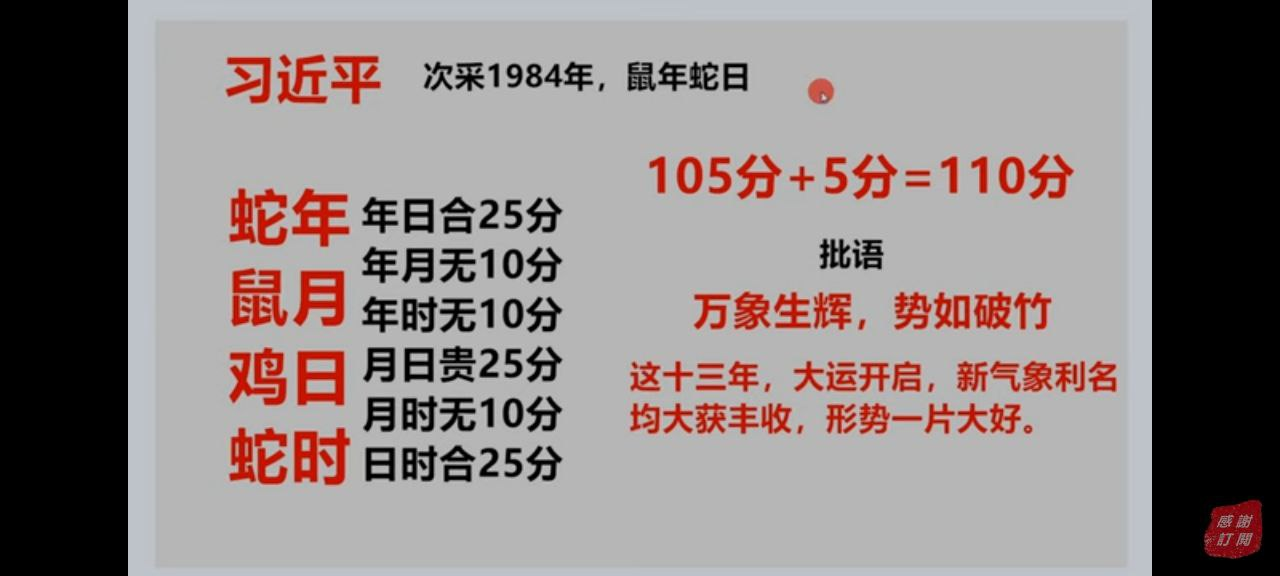 习近平 次采1984年，鼠年蛇日
105分+5分=110分
蛇年 年日合25分
年月无10分
鼠月
年时无10分
鸡日 月日贵25分
月时无10分
蛇时 日时合25分
批语
万象生辉，势如破竹
这十三年，大运开启，新气象利名
均大获丰收，形势一片大好。
感謝
訂閱